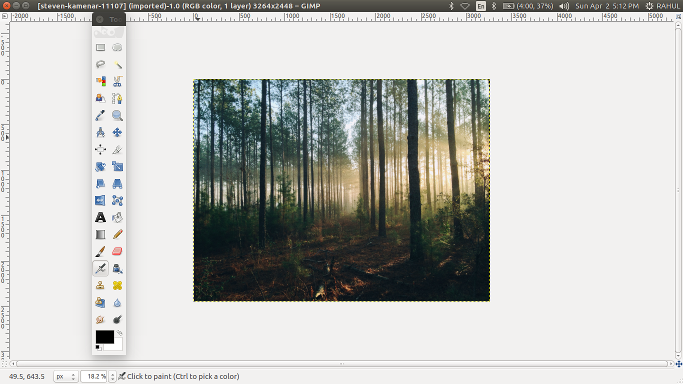 [steven-kamenar-11107] (imported)-1.0 (RGB color, 1 layer) 3264x2448 – GIMP
En
(4:00, 37%)
Sun Apr 2 5:12 PM
RAHUL
To
-2000
-1500
-500
0
500
1000
1500
2000
2500
3000
3500
4000
4500
5000
49.5, 643.5
px
18.2 %
Click to paint (Ctrl to pick a color)